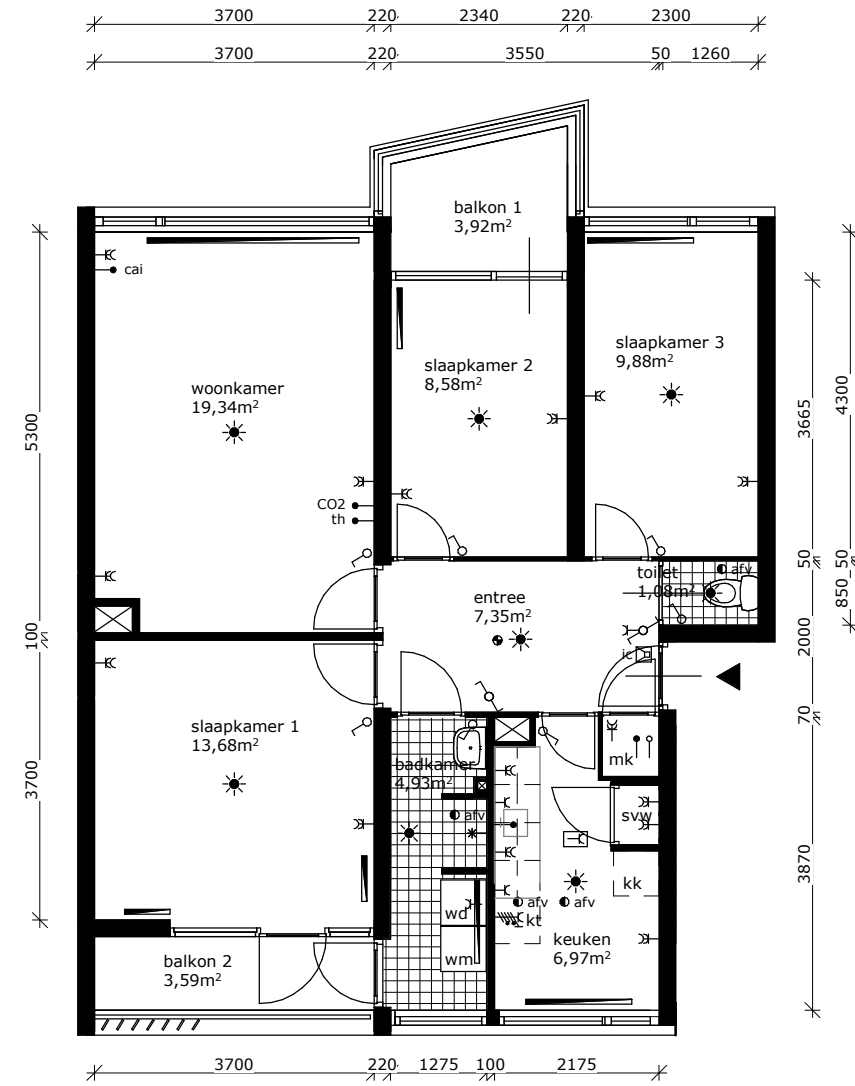 3700 220 2340 220 2300
3700 220 3550 50 1260
balkon 1
3,92m²
cai
slaapkamer 3
9,88m²
slaapkamer 2
8,58m²
woonkamer
19,34m²
5300
3665
4300
CO2
th
50
50
toilet
afv
1,08m²
850
entree
7,35m²
100
2000
ic
70
slaapkamer 1
13,68m²
badkamer
4,93m²
mk
3700
afv
svw
3870
kk
wd
afv
afv
kt
keuken
6,97m²
balkon 2
3,59m²
wm
3700 220 1275 100 2175